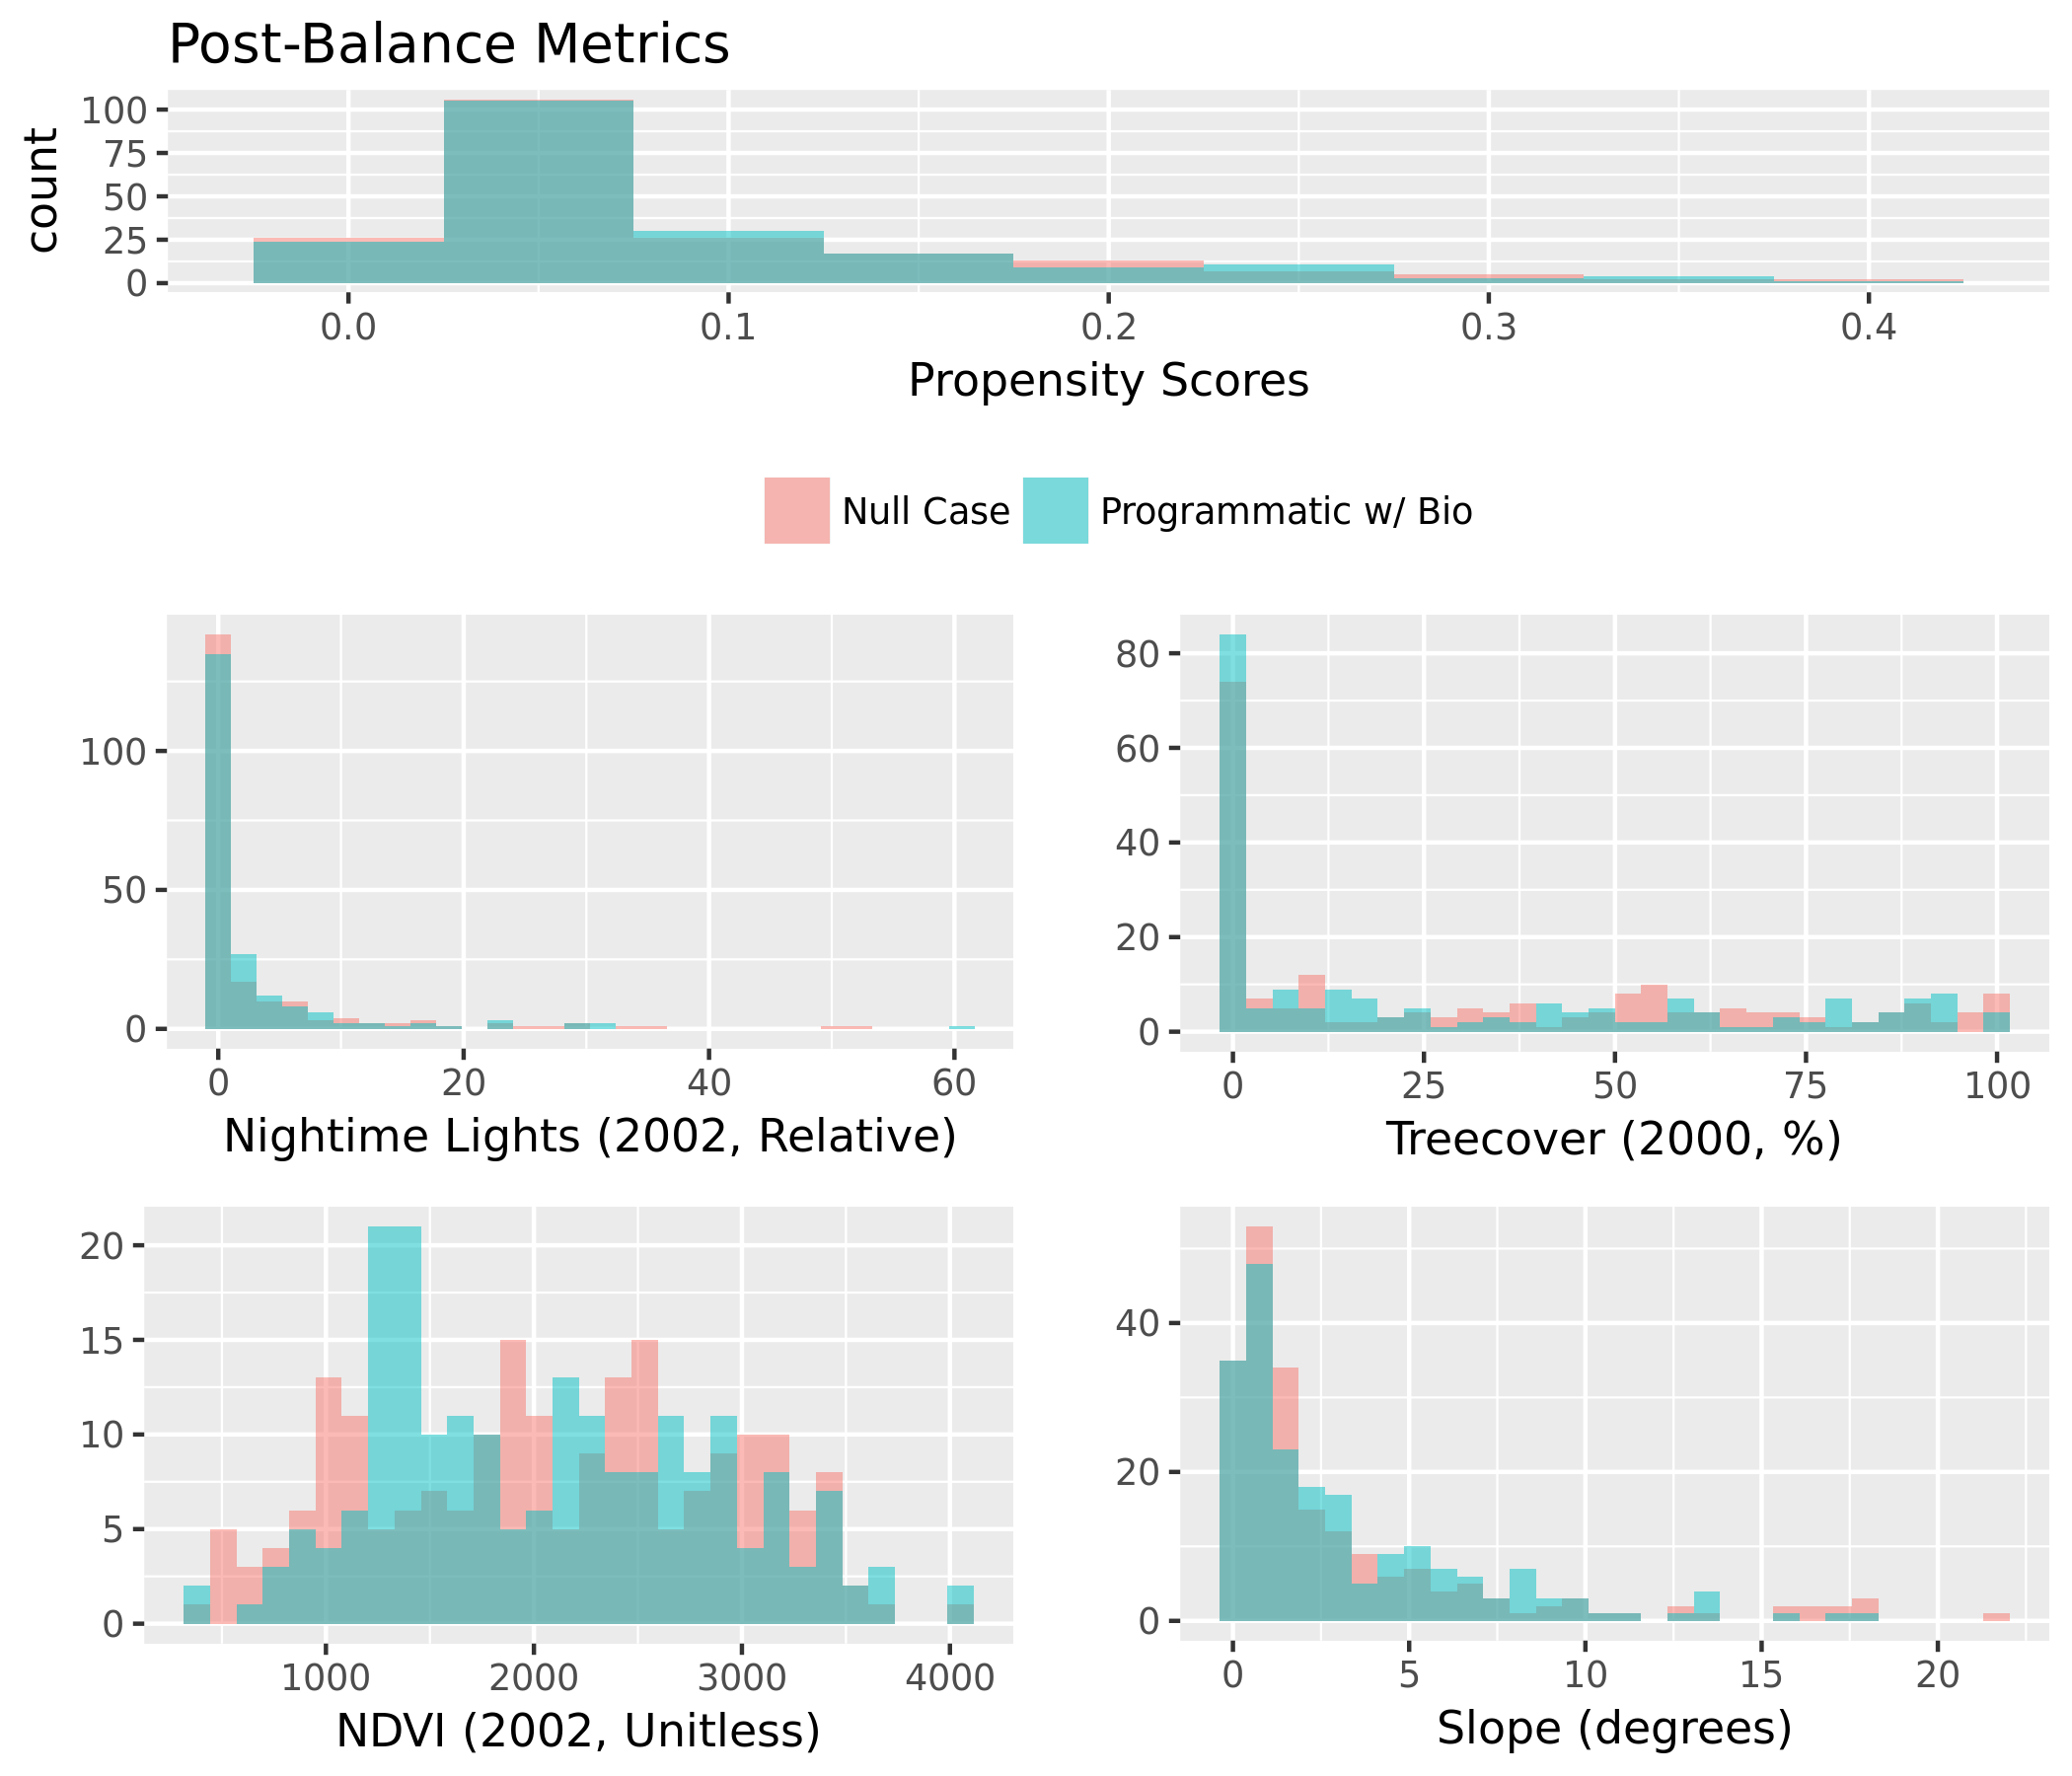 Post-Balance Metrics
count
100
75
50
25
0
0.0 0.1 0.2 0.3 0.4
Propensity Scores
Null Case Programmatic w/ Bio
100
50
0
0 20 40 60
Nightime Lights (2002, Relative)
80
60
40
20
0
0 25 50 75 100
Treecover (2000, %)
20
15
10
5
0
1000 2000 3000 4000
NDVI (2002, Unitless)
40
20
0
0 5 10 15 20
Slope (degrees)